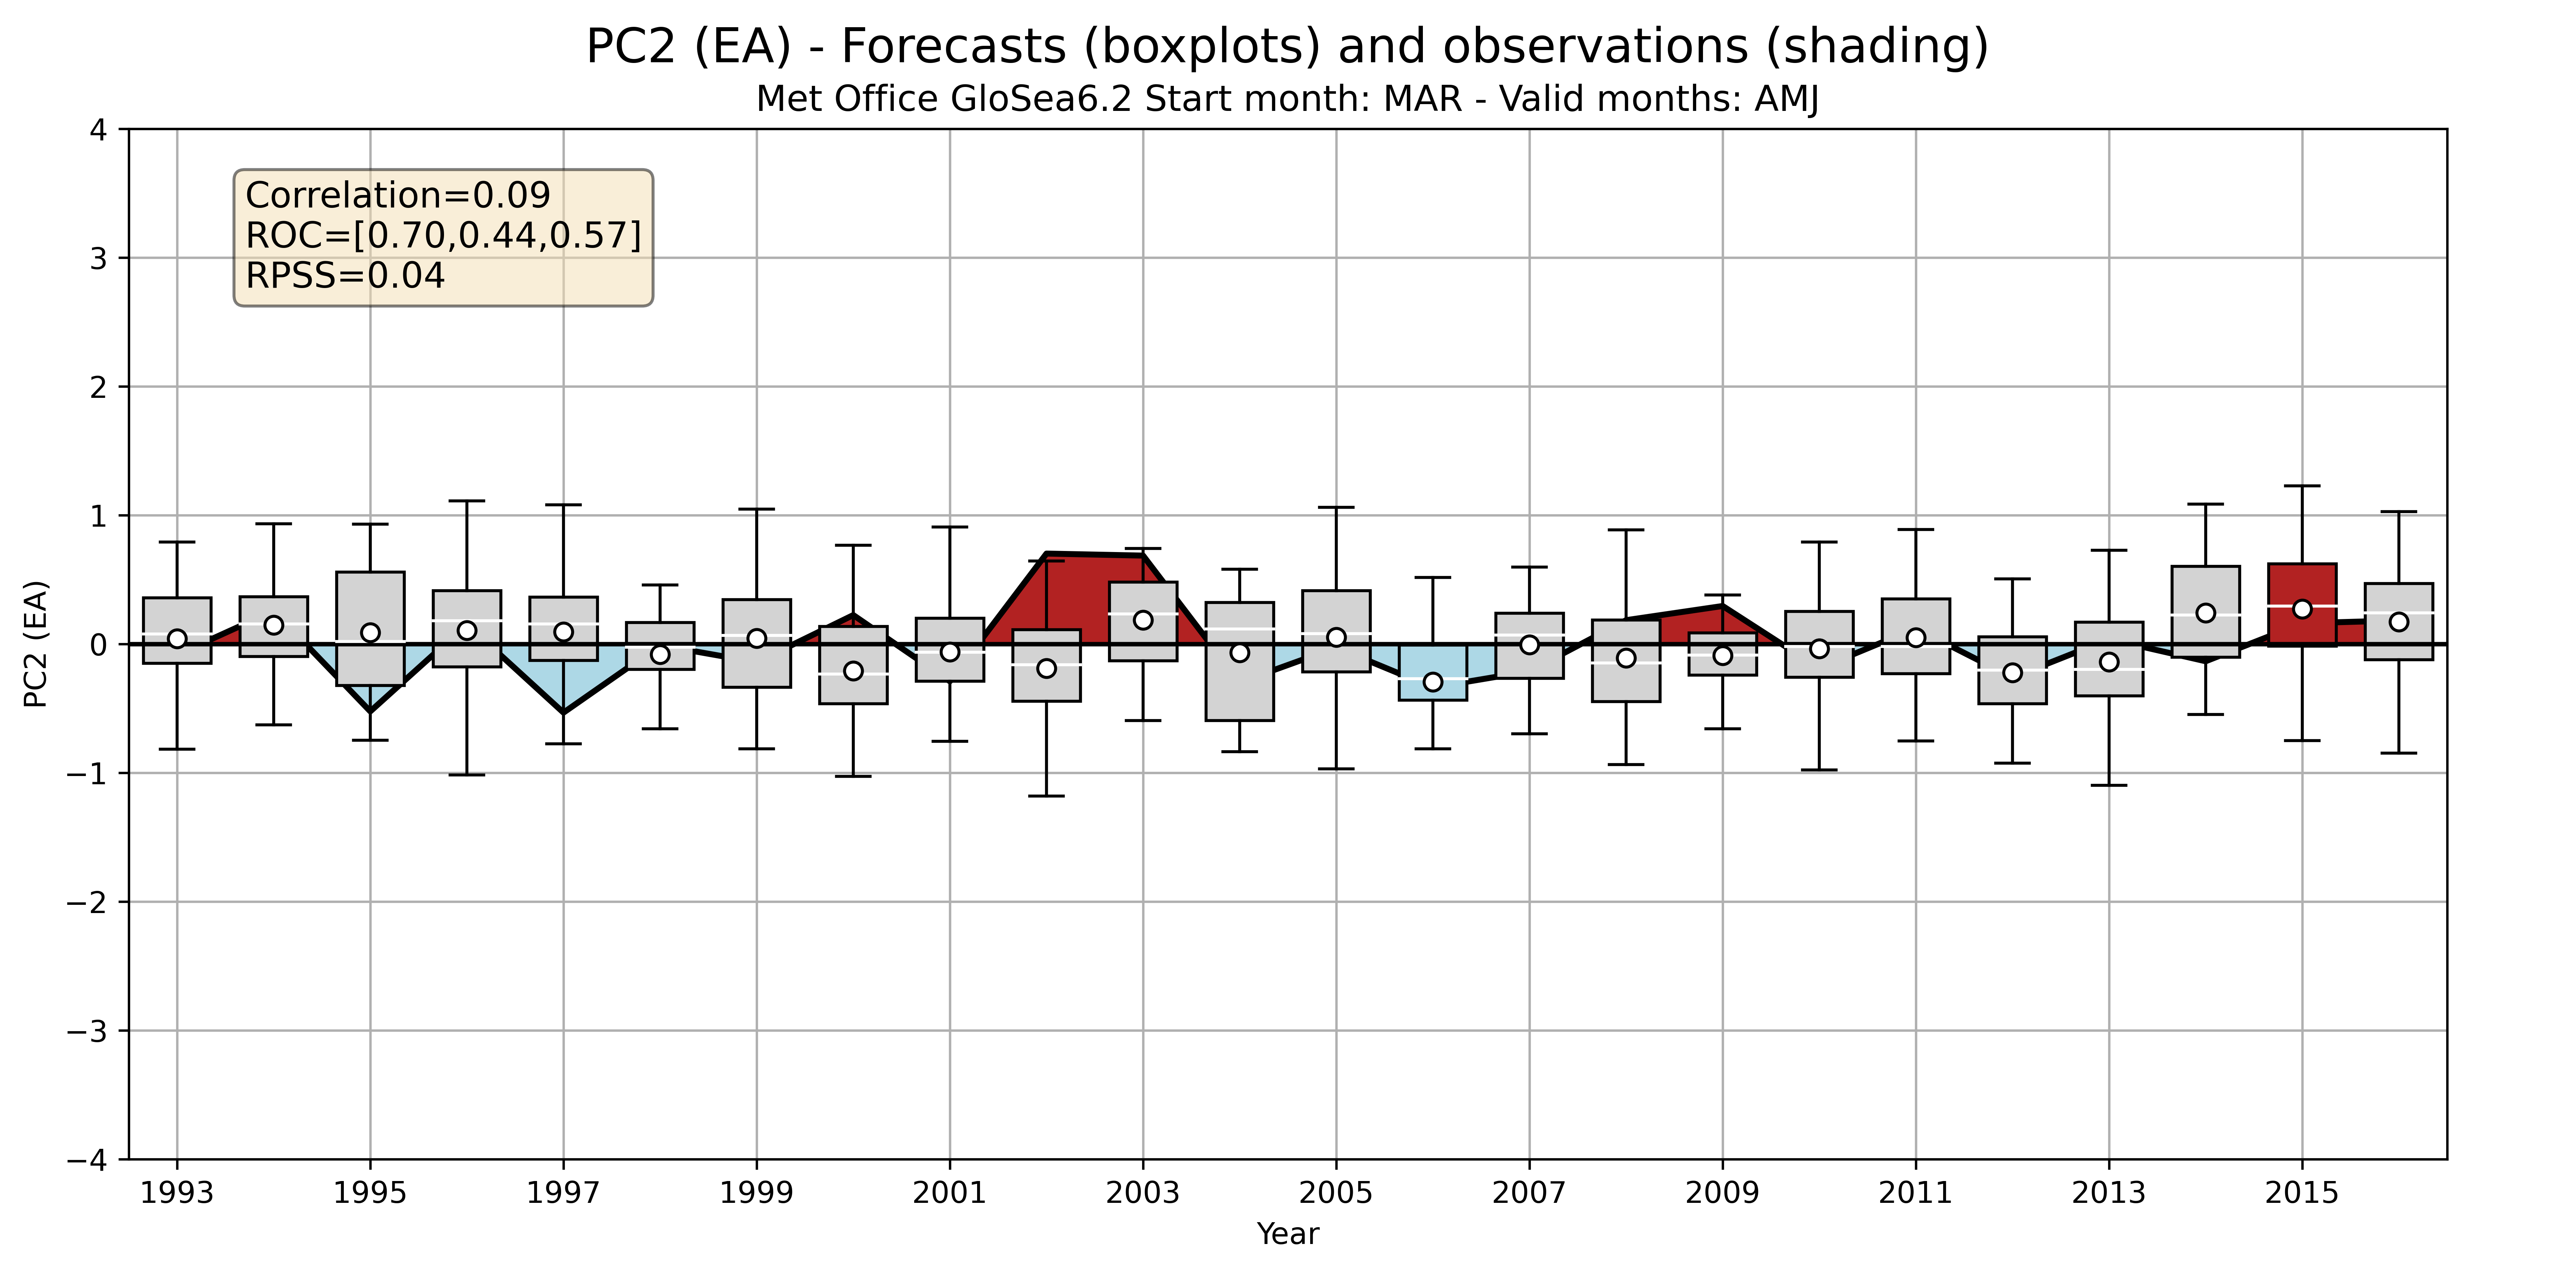 PC2 (EA) - Forecasts (boxplots) and observations (shading)
Met Office GloSea6.2 Start month: MAR - Valid months: AMJ
Correlation=0.09
ROC=[0.70,0.44,0.57]
RPSS=0.04
PC2 (EA)
4
3
2
1
0
−1
−2
−3
−4
1993 1995 1997 1999 2001 2003 2005 2007 2009 2011 2013 2015
Year